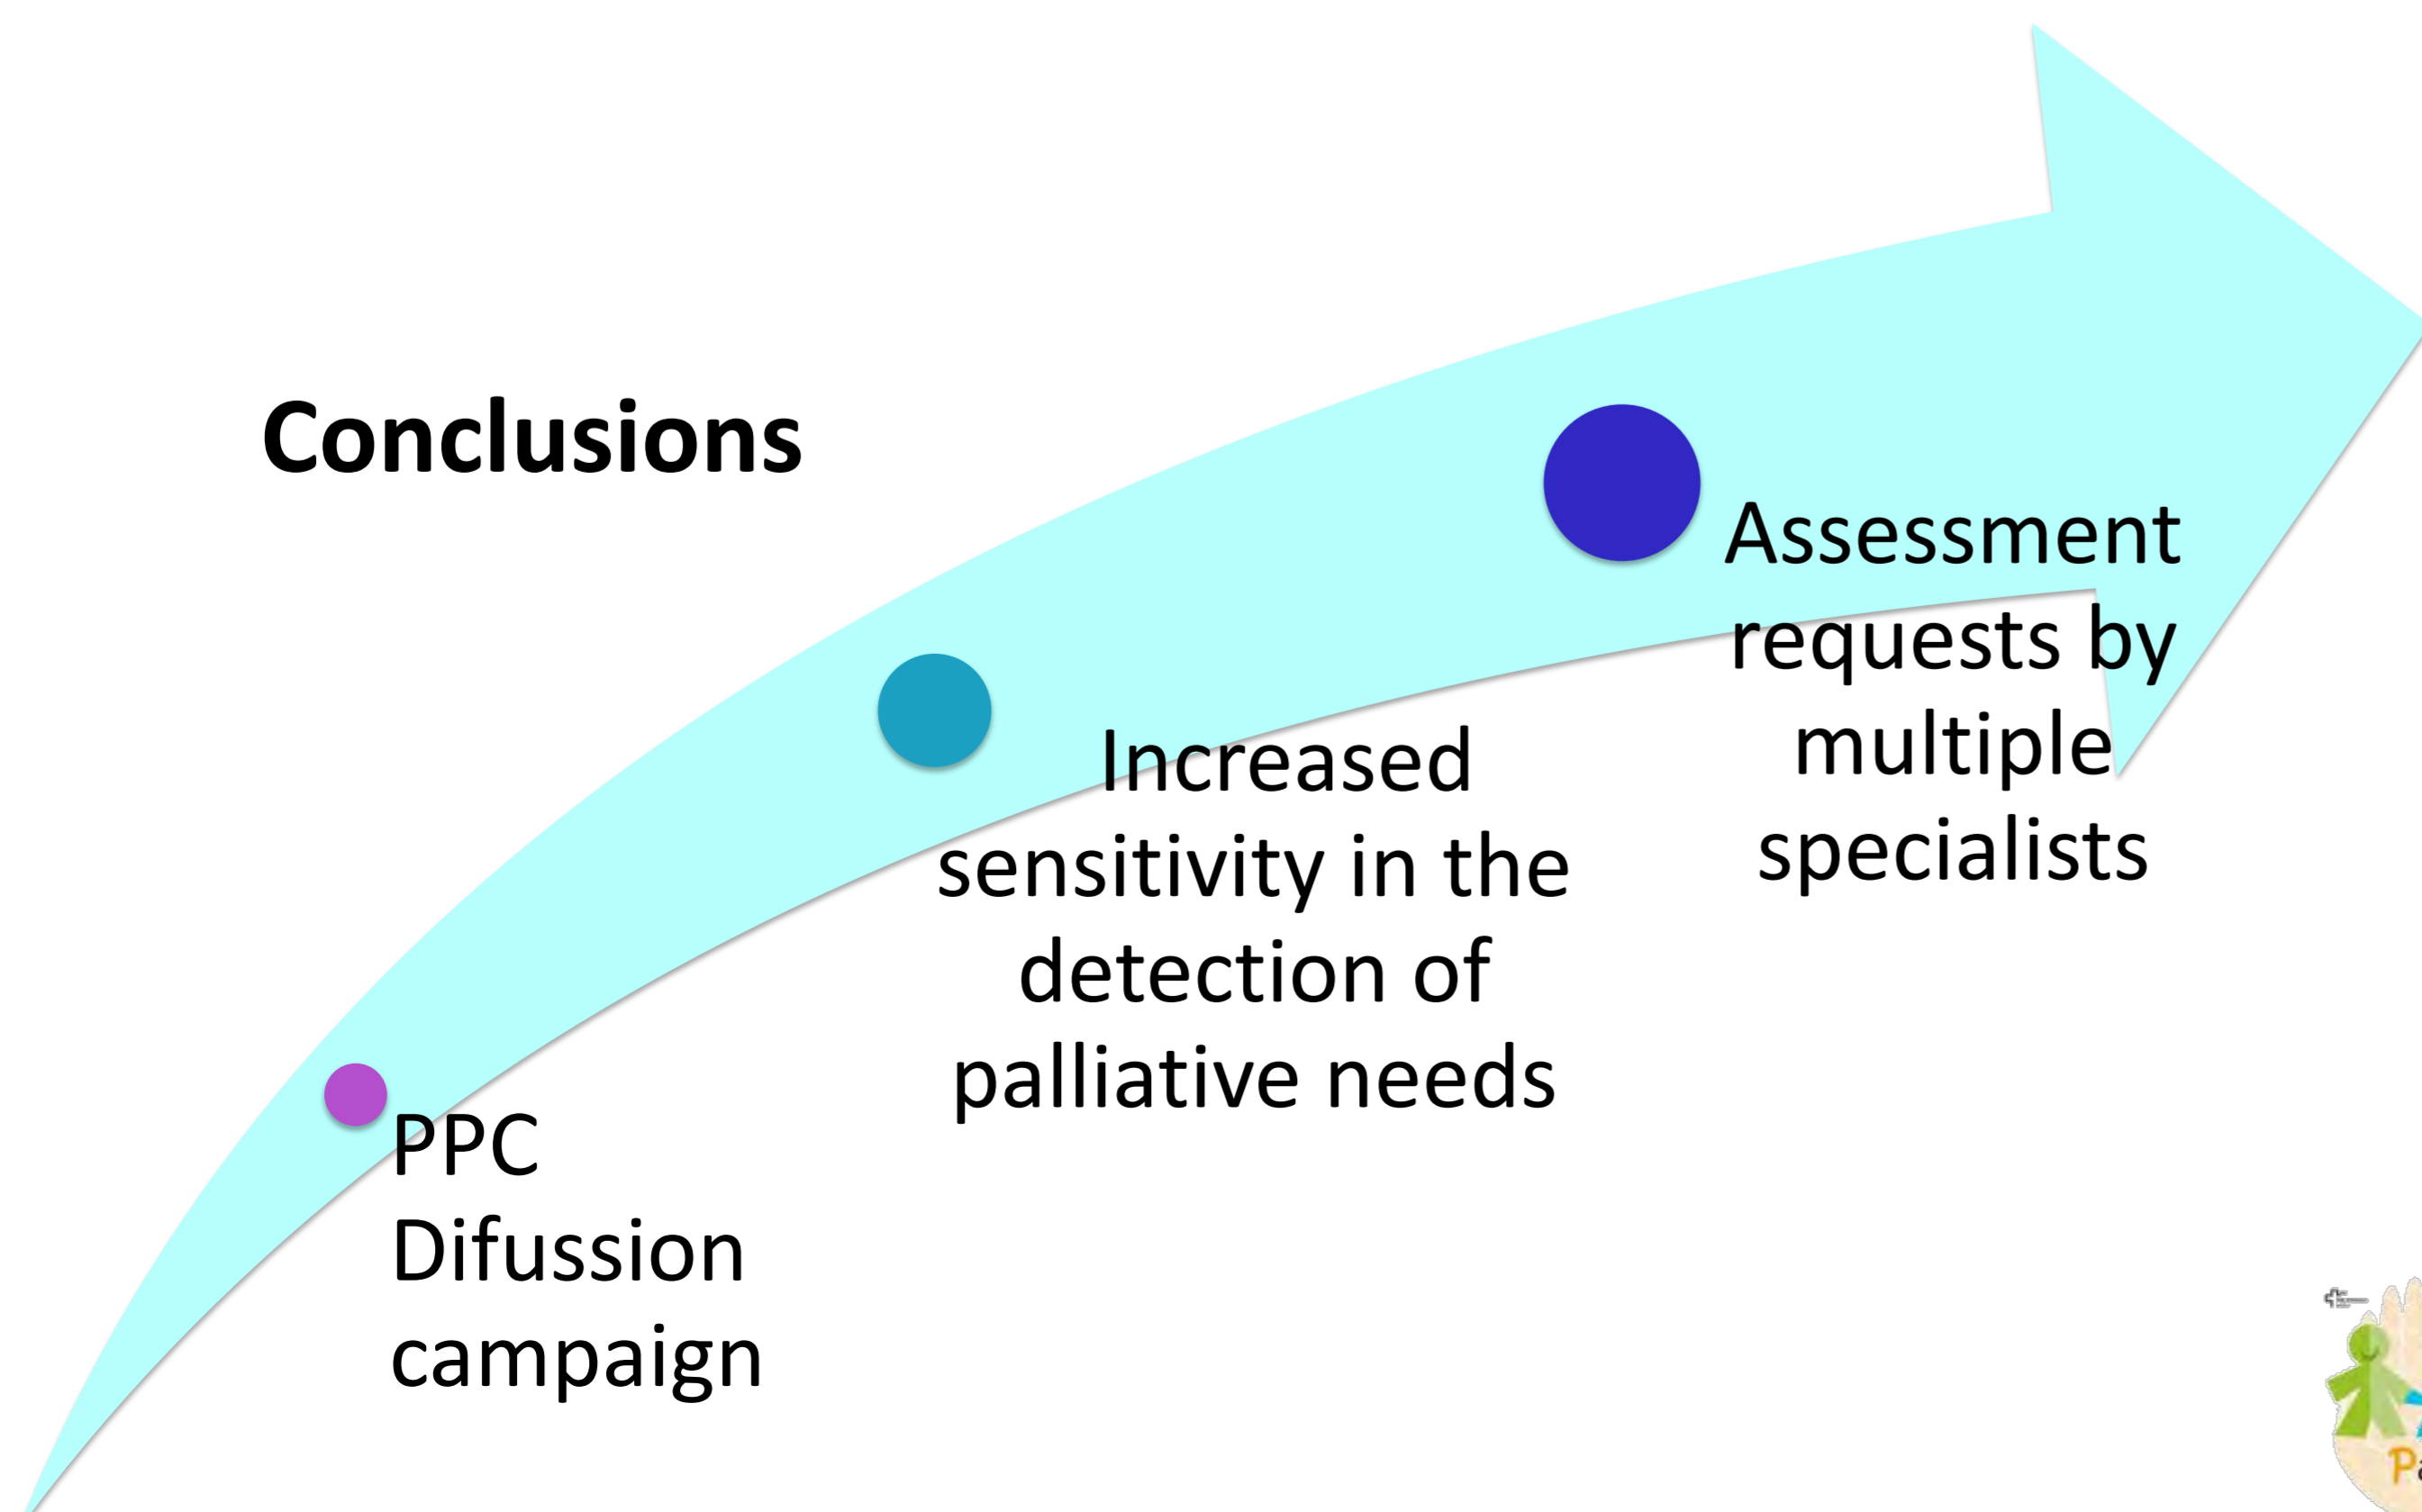 Conclusions
PPC
Difussion
campaign
Increased
sensitivity in the
detection of
palliative needs
Assessment
requests by
multiple
specialists